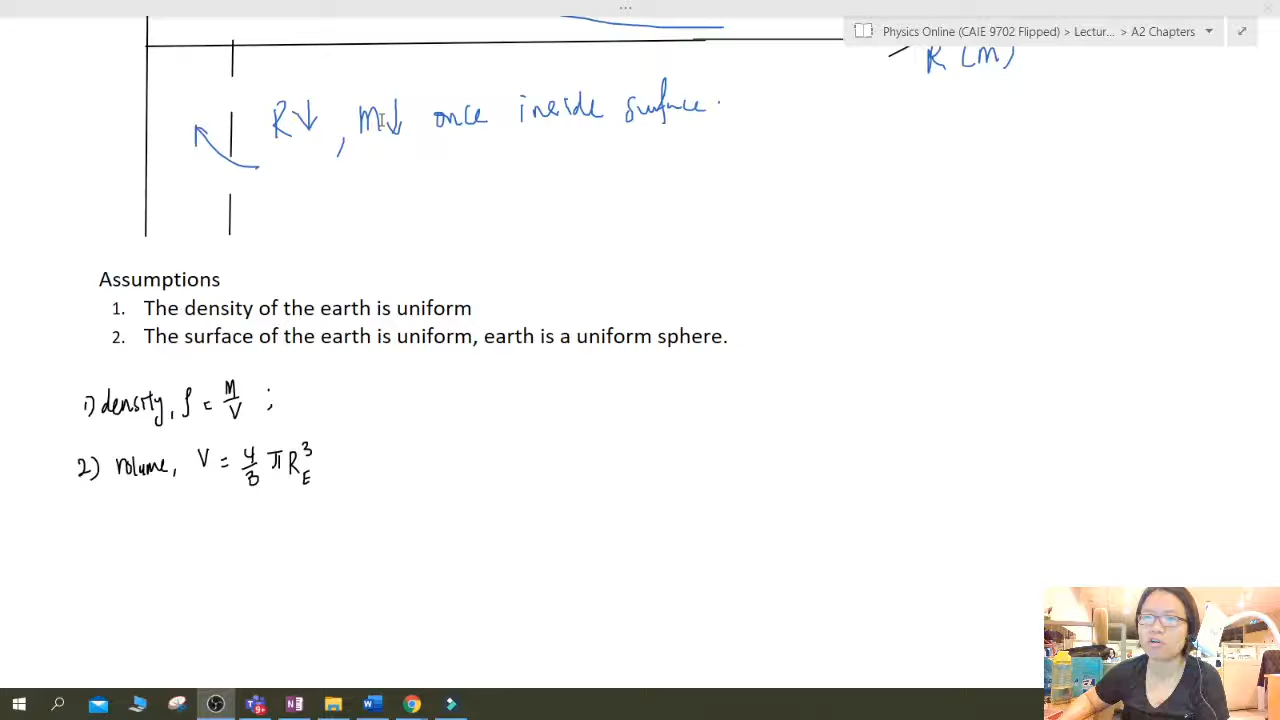 Physics Online (CAIE 9702 Flipped) > Lectur... > A2 Chapters
R (m)
R↓, M↓ once inside surface.
Assumptions
1. The density of the earth is uniform
2. The surface of the earth is uniform, earth is a uniform sphere.
1) density, ρ = M/V ;
2) volume, V = 4/3 π R_E^3